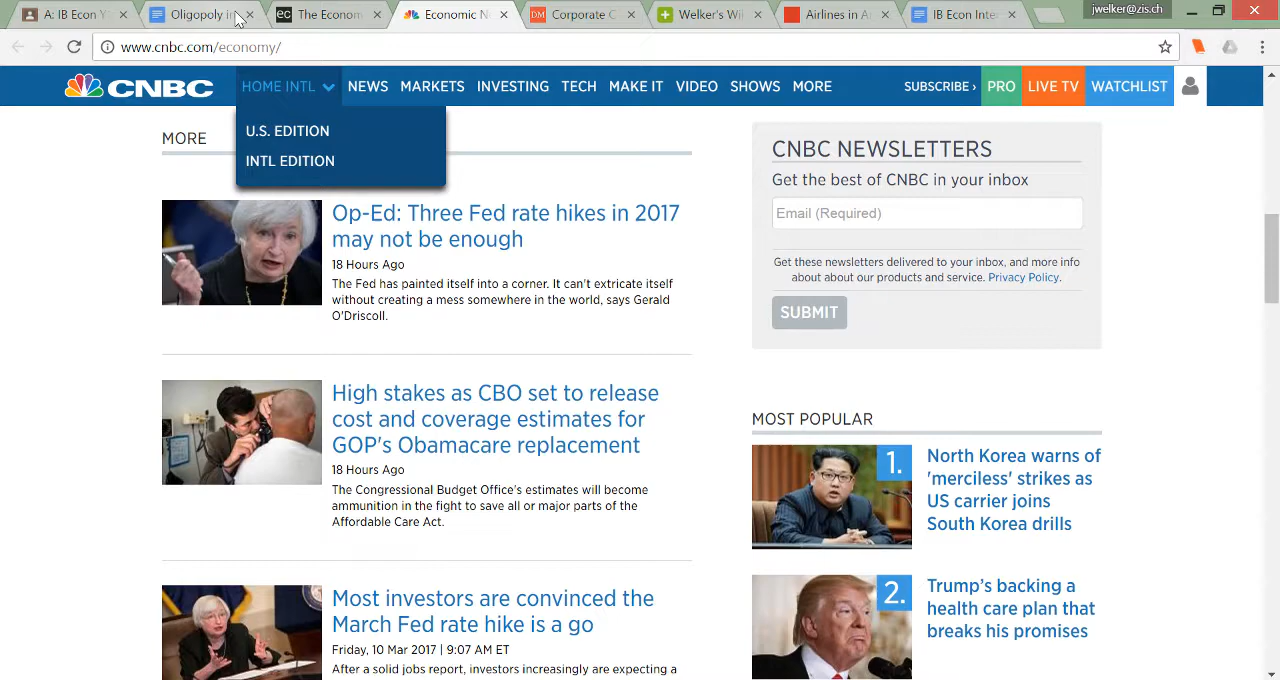 A: IB Econ Y
Oligopoly in
The Econom
Economic N
Corporate C
Welker's Wi
Airlines in A
IB Econ Inte
jwelker@zis.ch
www.cnbc.com/economy/
CNBC
HOME INTL
NEWS
MARKETS
INVESTING
TECH
MAKE IT
VIDEO
SHOWS
MORE
SUBSCRIBE ›
PRO
LIVE TV
WATCHLIST
U.S. EDITION
INTL EDITION
MORE
Op-Ed: Three Fed rate hikes in 2017
may not be enough
18 Hours Ago
The Fed has painted itself into a corner. It can't extricate itself
without creating a mess somewhere in the world, says Gerald
O'Driscoll.
High stakes as CBO set to release
cost and coverage estimates for
GOP's Obamacare replacement
18 Hours Ago
The Congressional Budget Office's estimates will become
ammunition in the fight to save all or major parts of the
Affordable Care Act.
Most investors are convinced the
March Fed rate hike is a go
Friday, 10 Mar 2017 | 9:07 AM ET
After a solid jobs report, investors increasingly are expecting a
CNBC NEWSLETTERS
Get the best of CNBC in your inbox
Email (Required)
Get these newsletters delivered to your inbox, and more info
about about our products and service. Privacy Policy.
SUBMIT
MOST POPULAR
1.
North Korea warns of
'merciless' strikes as
US carrier joins
South Korea drills
2.
Trump's backing a
health care plan that
breaks his promises